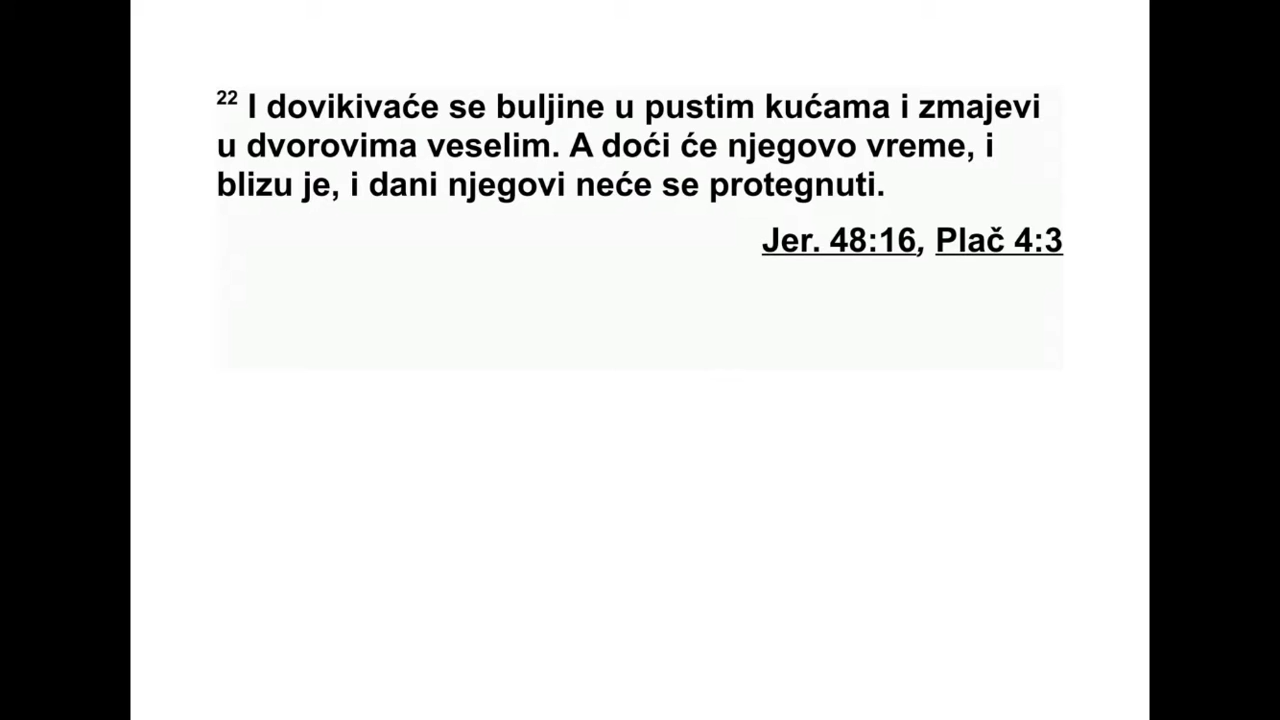 22 I dovikivaće se buljine u pustim kućama i zmajevi
u dvorovima veselim. A doći će njegovo vreme, i
blizu je, i dani njegovi neće se protegnuti.
Jer. 48:16, Plač 4:3